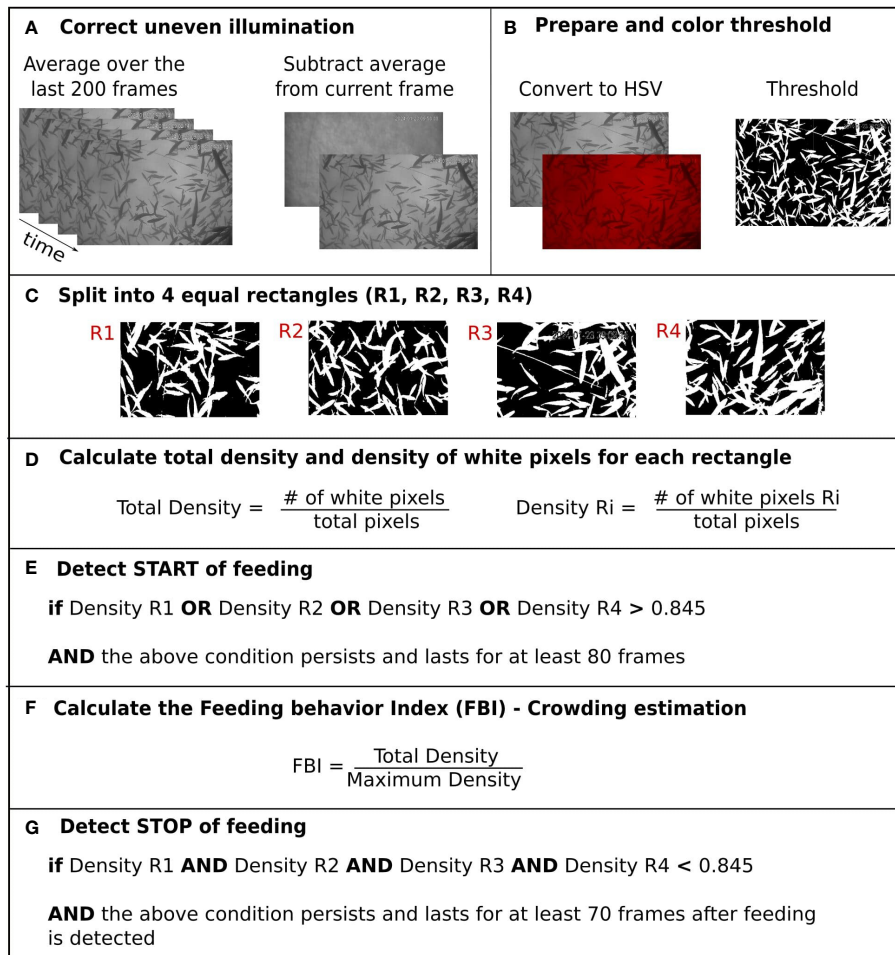 A Correct uneven illumination
Average over the
last 200 frames
time
Subtract average
from current frame
B Prepare and color threshold
Convert to HSV
Threshold
C Split into 4 equal rectangles (R1, R2, R3, R4)
R1
R2
R3
R4
D Calculate total density and density of white pixels for each rectangle
Total Density = # of white pixels
total pixels
Density Ri = # of white pixels Ri
total pixels
E Detect START of feeding
if Density R1 OR Density R2 OR Density R3 OR Density R4 > 0.845
AND the above condition persists and lasts for at least 80 frames
F Calculate the Feeding behavior Index (FBI) - Crowding estimation
FBI = Total Density
Maximum Density
G Detect STOP of feeding
if Density R1 AND Density R2 AND Density R3 AND Density R4 < 0.845
AND the above condition persists and lasts for at least 70 frames after feeding
is detected